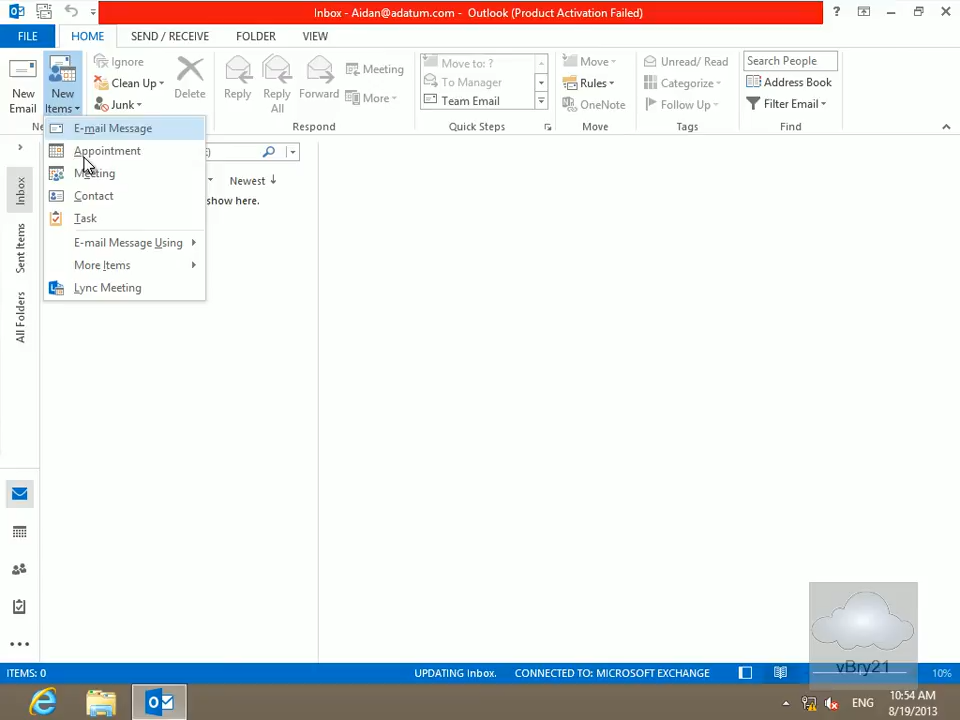 Inbox - Aidan@adatum.com - Outlook (Product Activation Failed)
FILE HOME SEND / RECEIVE FOLDER VIEW
New Email
New Items
Ignore
Clean Up
Junk
Delete
Reply
Reply All
Forward
Meeting
More
Respond
Move to: ?
To Manager
Team Email
Quick Steps
Move
Rules
OneNote
Move
Unread/ Read
Categorize
Follow Up
Tags
Search People
Address Book
Filter Email
Find
E-mail Message
Appointment
Meeting
Contact
Task
E-mail Message Using
More Items
Lync Meeting
Newest
show here.
Inbox
Sent Items
All Folders
vBry21
ITEMS: 0
UPDATING Inbox.
CONNECTED TO: MICROSOFT EXCHANGE
10%
ENG
10:54 AM
8/19/2013